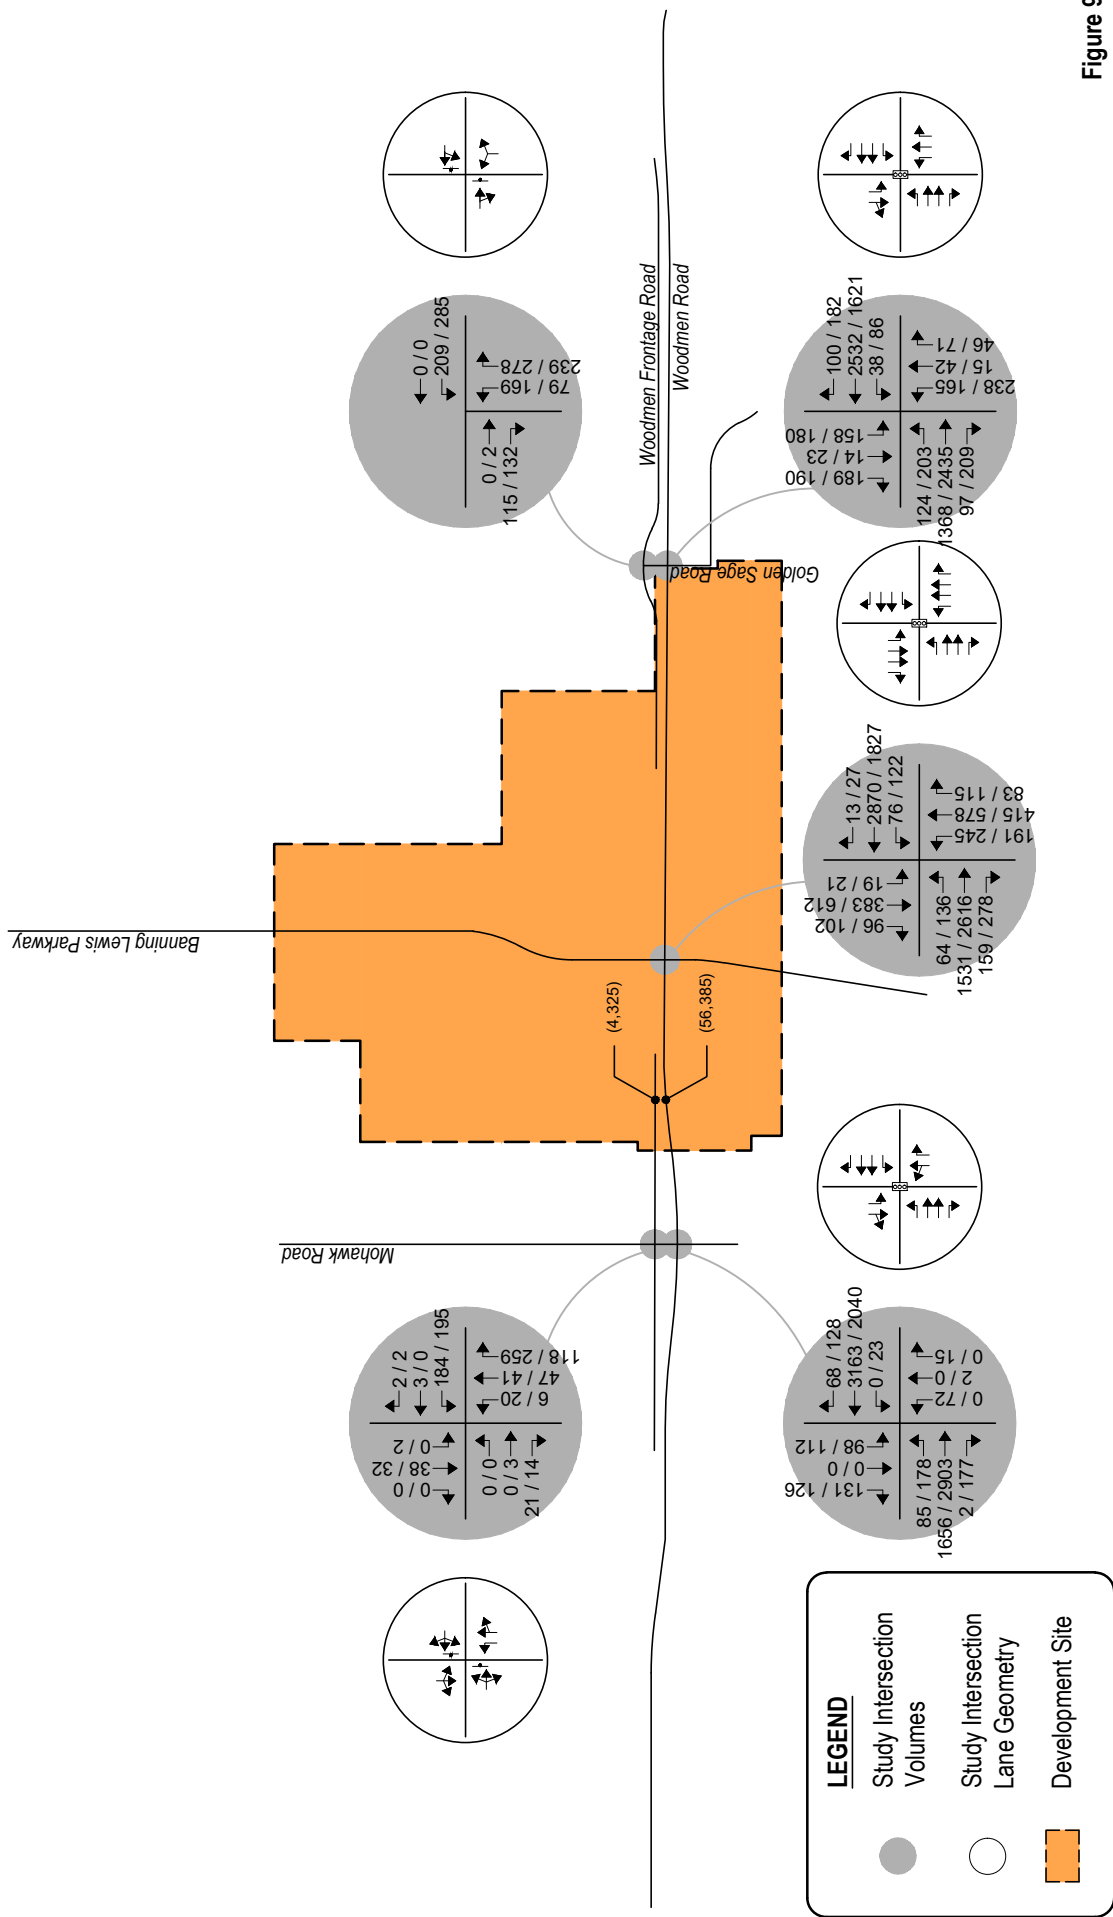 Figure 9
Banning Lewis Parkway
Mohawk Road
Woodmen Frontage Road
Woodmen Road
Golden Sage Road
(4,325)
(56,385)
0 / 0
38 / 32
0 / 2
2 / 2
3 / 0
184 / 195
0 / 0
0 / 3
21 / 14
6 / 20
47 / 41
118 / 259
131 / 126
0 / 0
98 / 112
68 / 128
3163 / 2040
0 / 23
85 / 178
1656 / 2903
2 / 177
0 / 72
2 / 0
0 / 15
96 / 102
383 / 612
19 / 21
13 / 27
2870 / 1827
76 / 122
64 / 136
1531 / 2616
159 / 278
191 / 245
415 / 578
83 / 115
0 / 0
209 / 285
0 / 2
115 / 132
79 / 169
239 / 278
189 / 190
14 / 23
158 / 180
100 / 182
2532 / 1621
38 / 86
124 / 203
1368 / 2435
97 / 209
238 / 165
15 / 42
46 / 71
LEGEND
Study Intersection
Volumes
Study Intersection
Lane Geometry
Development Site